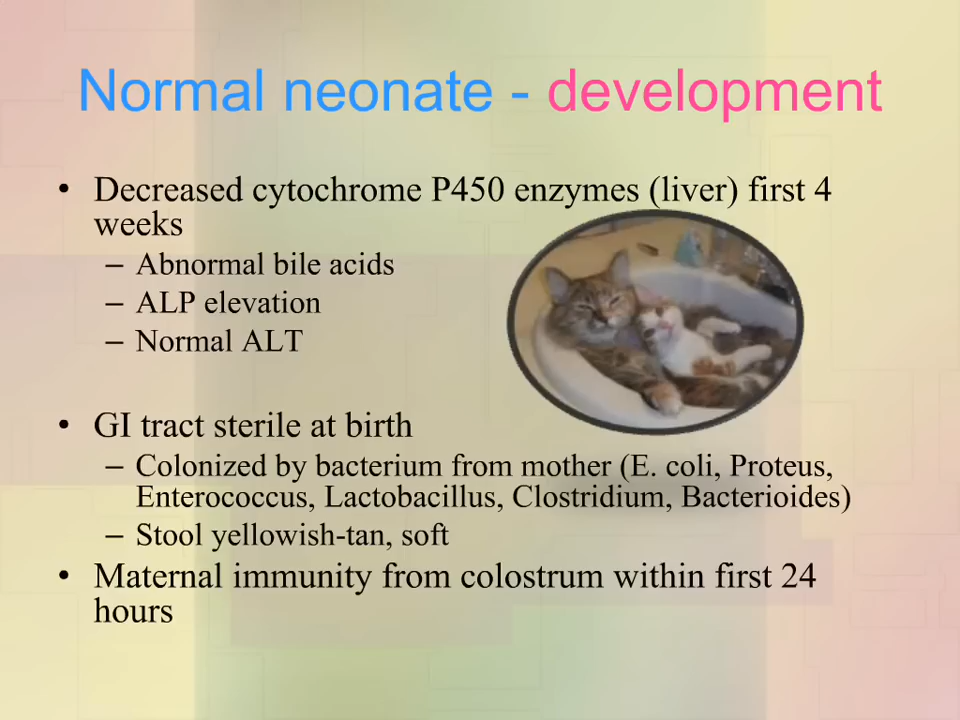 Normal neonate - development
• Decreased cytochrome P450 enzymes (liver) first 4
weeks
– Abnormal bile acids
– ALP elevation
– Normal ALT
• GI tract sterile at birth
– Colonized by bacterium from mother (E. coli, Proteus,
Enterococcus, Lactobacillus, Clostridium, Bacterioides)
– Stool yellowish-tan, soft
• Maternal immunity from colostrum within first 24
hours